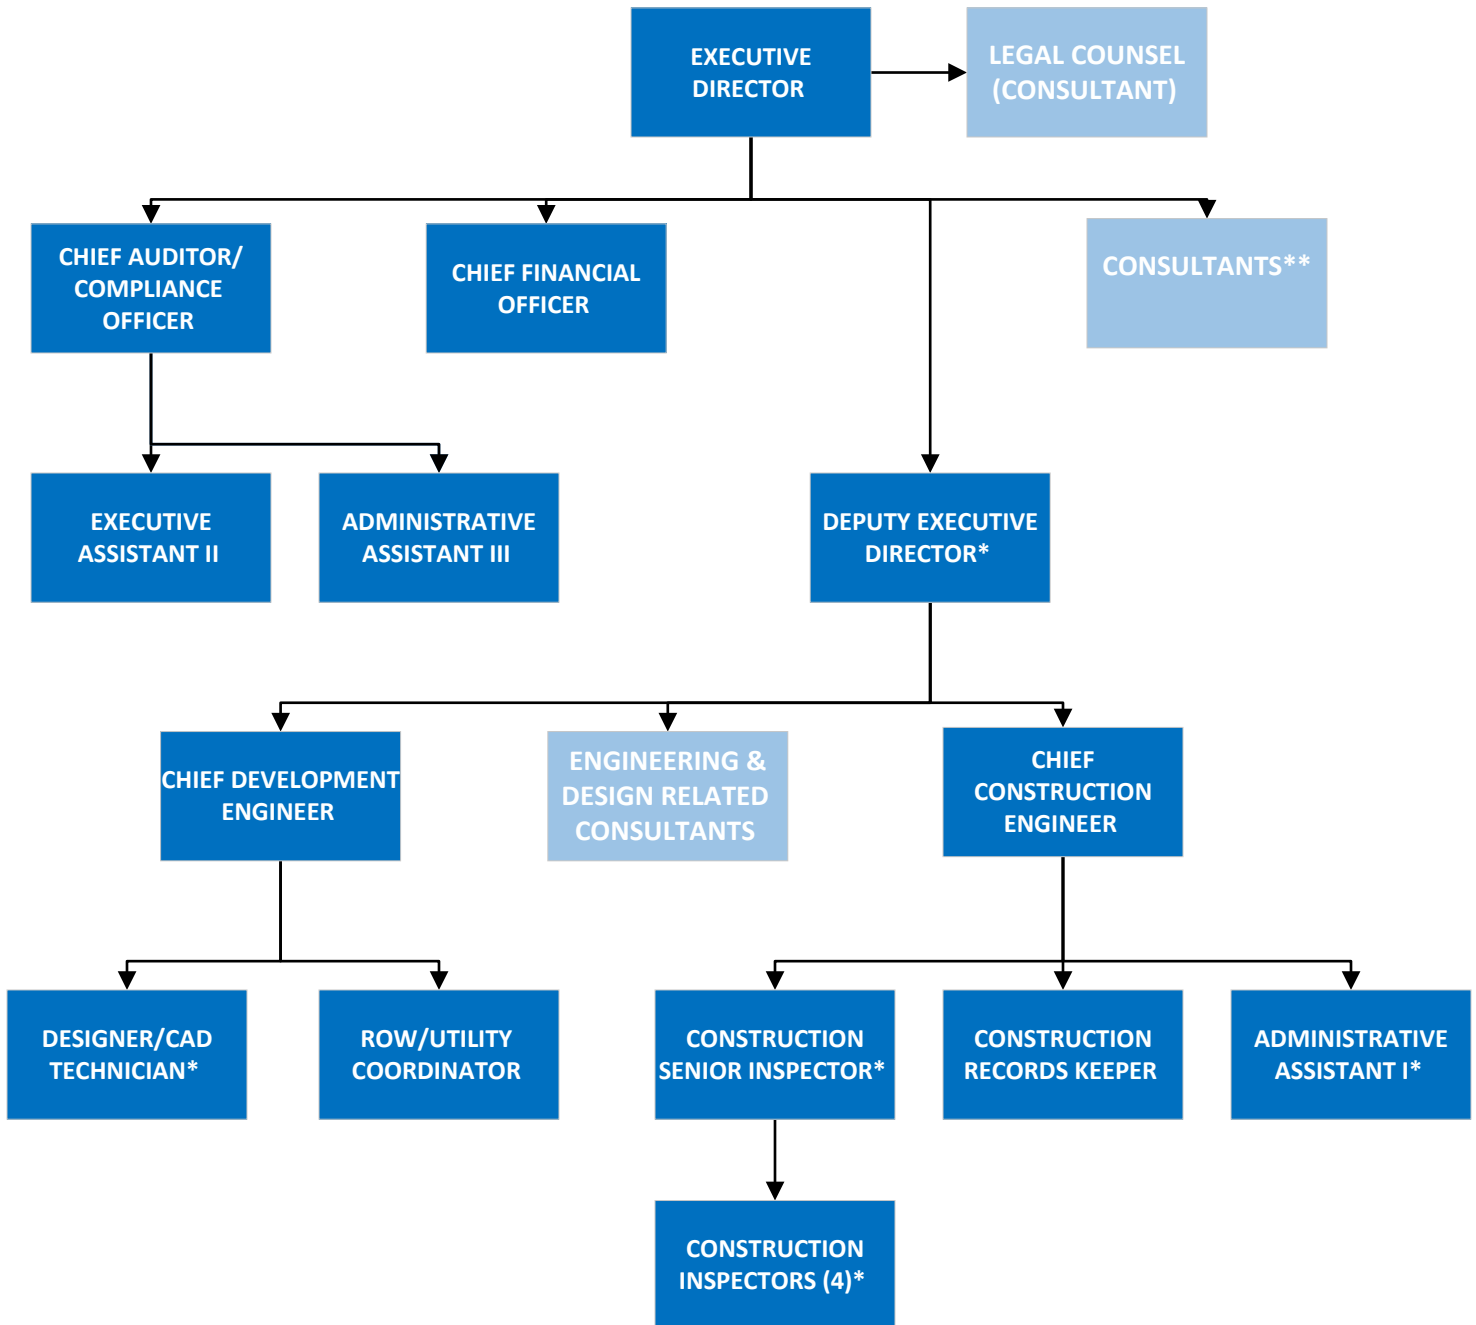 EXECUTIVE
DIRECTOR
LEGAL COUNSEL
(CONSULTANT)
CHIEF AUDITOR/
COMPLIANCE
OFFICER
CHIEF FINANCIAL
OFFICER
CONSULTANTS**
EXECUTIVE
ASSISTANT II
ADMINISTRATIVE
ASSISTANT III
DEPUTY EXECUTIVE
DIRECTOR*
CHIEF DEVELOPMENT
ENGINEER
ENGINEERING &
DESIGN RELATED
CONSULTANTS
CHIEF
CONSTRUCTION
ENGINEER
DESIGNER/CAD
TECHNICIAN*
ROW/UTILITY
COORDINATOR
CONSTRUCTION
SENIOR INSPECTOR*
CONSTRUCTION
RECORDS KEEPER
ADMINISTRATIVE
ASSISTANT I*
CONSTRUCTION
INSPECTORS (4)*